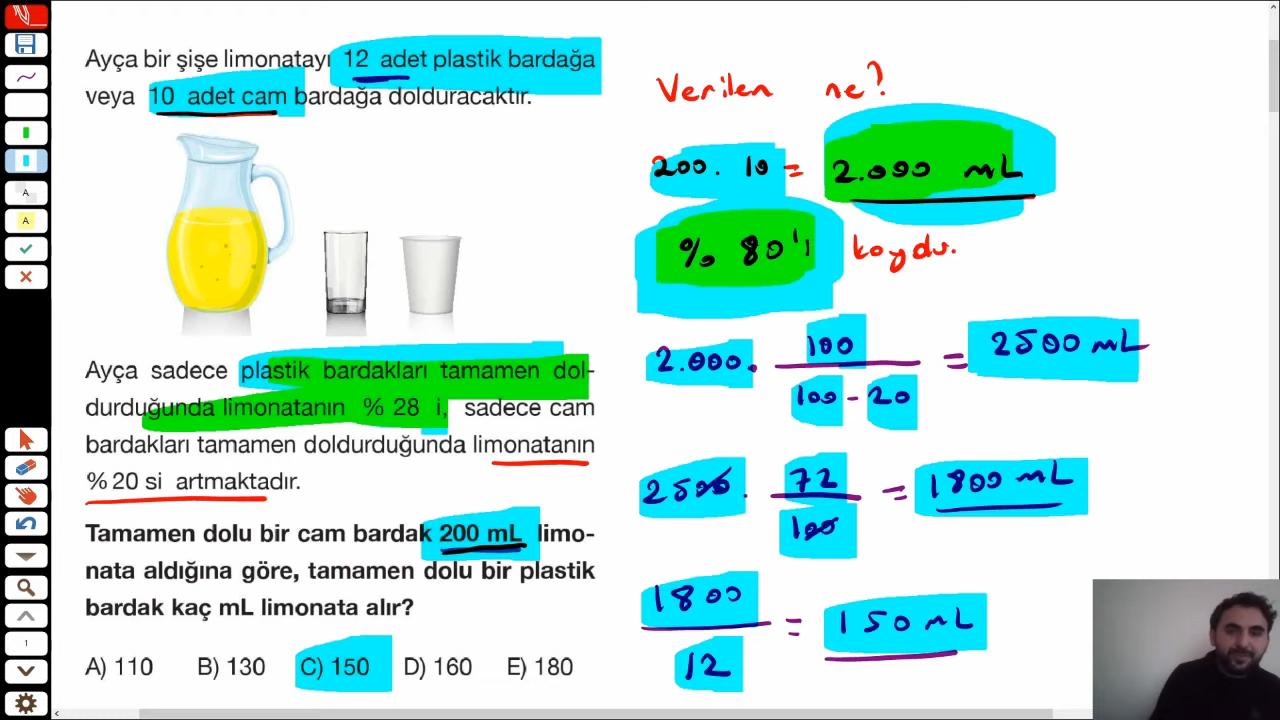 Ayça bir şişe limonatayı 12 adet plastik bardağa
veya 10 adet cam bardağa dolduracaktır.
Ayça sadece plastik bardakları tamamen dol-
durduğunda limonatanın % 28 i, sadece cam
bardakları tamamen doldurduğunda limonatanın
% 20 si artmaktadır.
Tamamen dolu bir cam bardak 200 mL limo-
nata aldığına göre, tamamen dolu bir plastik
bardak kaç mL limonata alır?
A) 110 B) 130 C) 150 D) 160 E) 180
Verilen ne?
200. 10 = 2.000 mL
% 80'i koydu.
2.000. 100 / 100 - 20 = 2500 mL
2500. 72 / 100 = 1800 mL
1800 / 12 = 150 mL
A
A
1